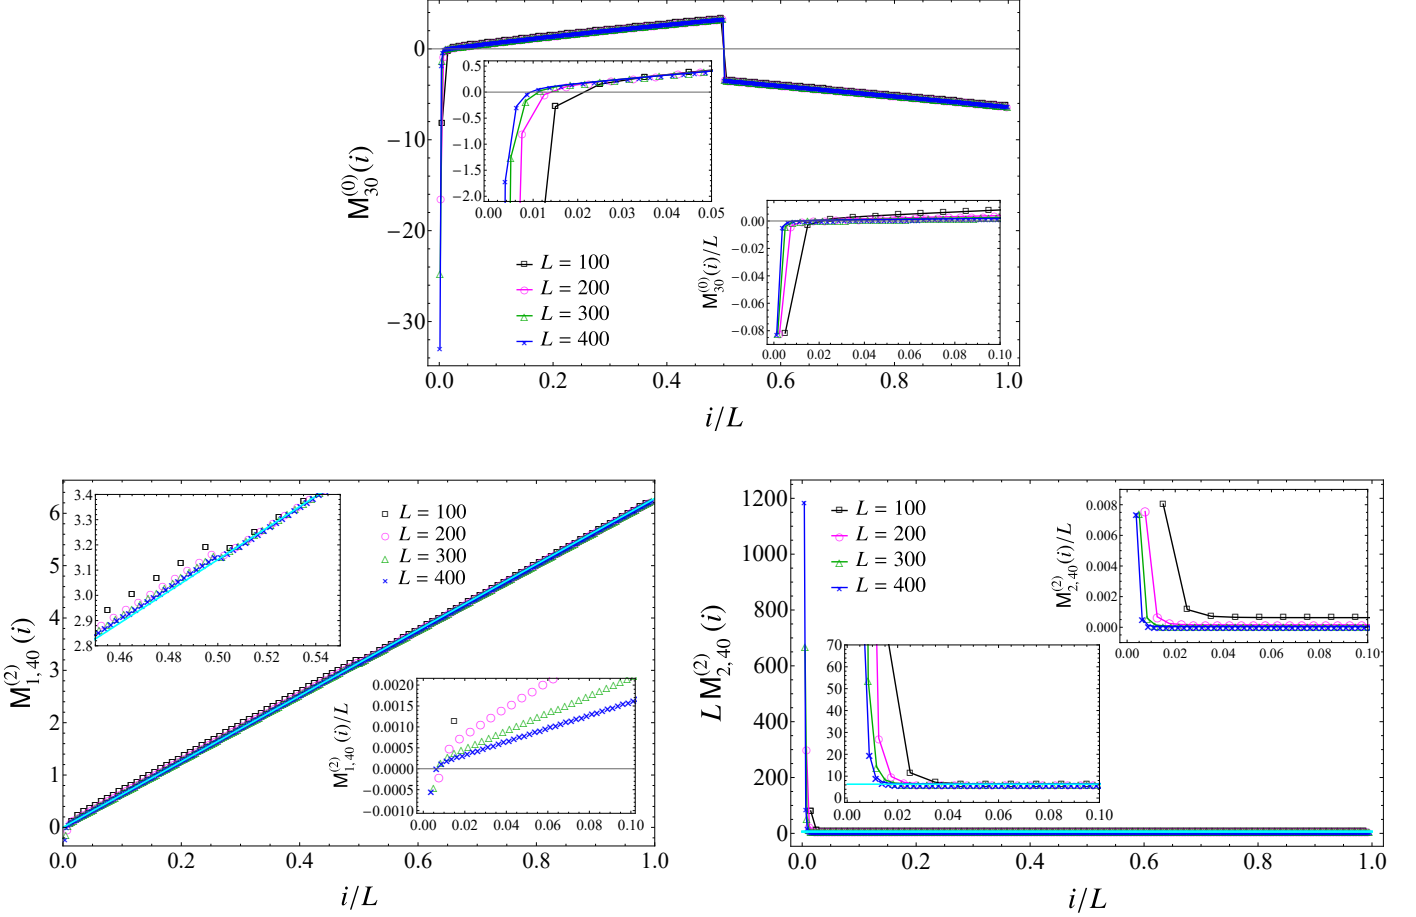 0
−10
−20
−30
M30(0)(i)
0.0 0.2 0.4 0.6 0.8 1.0
i/L
0.5
0.0
−0.5
−1.0
−1.5
−2.0
0.00 0.01 0.02 0.03 0.04 0.05
L = 100
L = 200
L = 300
L = 400
M30(0)(i)/L
0.00
−0.02
−0.04
−0.06
−0.08
0.00 0.02 0.04 0.06 0.08 0.10
M1,40(2)(i)
6
5
4
3
2
1
0
0.0 0.2 0.4 0.6 0.8 1.0
i/L
3.4
3.3
3.2
3.1
3.0
2.9
2.8
0.46 0.48 0.50 0.52 0.54
L = 100
L = 200
L = 300
L = 400
M1,40(2)(i)/L
0.0020
0.0015
0.0010
0.0005
0.0000
−0.0005
−0.0010
0.00 0.02 0.04 0.06 0.08 0.10
L M2,40(2)(i)
1200
1000
800
600
400
200
0
0.0 0.2 0.4 0.6 0.8 1.0
i/L
L = 100
L = 200
L = 300
L = 400
M2,40(2)(i)/L
0.008
0.006
0.004
0.002
0.000
0.00 0.02 0.04 0.06 0.08 0.10
70
60
50
40
30
20
10
0
0.00 0.02 0.04 0.06 0.08 0.10